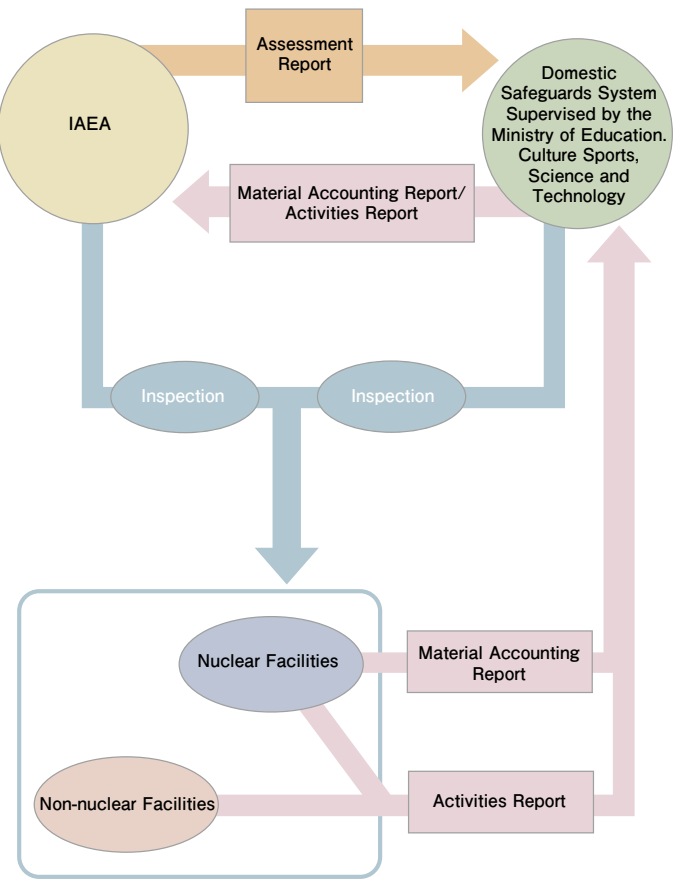 Assessment
Report
IAEA
Domestic
Safeguards System
Supervised by the
Ministry of Education.
Culture Sports,
Science and
Technology
Material Accounting Report/
Activities Report
Inspection
Inspection
Nuclear Facilities
Material Accounting
Report
Non-nuclear Facilities
Activities Report